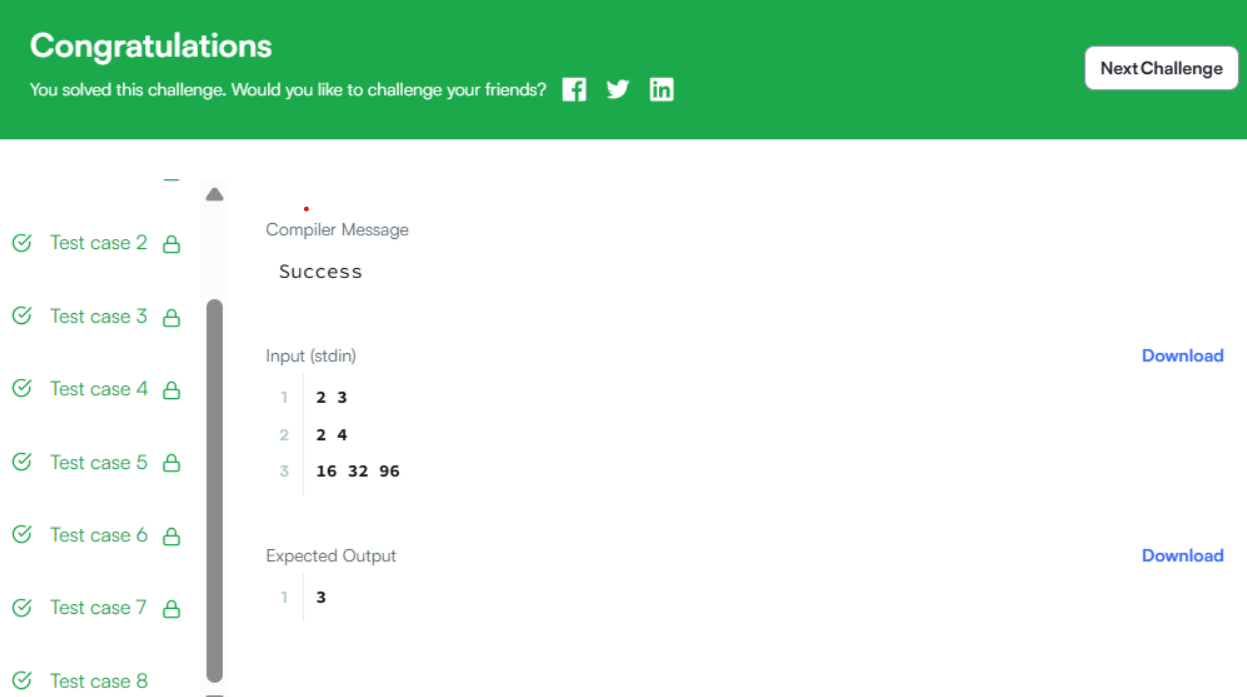 Congratulations
You solved this challenge. Would you like to challenge your friends?
Next Challenge
Test case 2
Test case 3
Test case 4
Test case 5
Test case 6
Test case 7
Test case 8
Compiler Message
Success
Input (stdin)
Download
1 2 3
2 2 4
3 16 32 96
Expected Output
Download
1 3